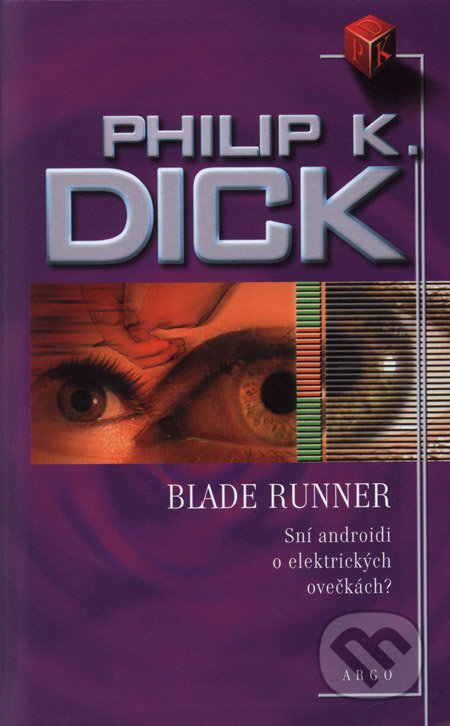 D
P K
PHILIP K.
DICK
BLADE RUNNER
Sní androidi
o elektrických
ovečkách?
ARGO
m